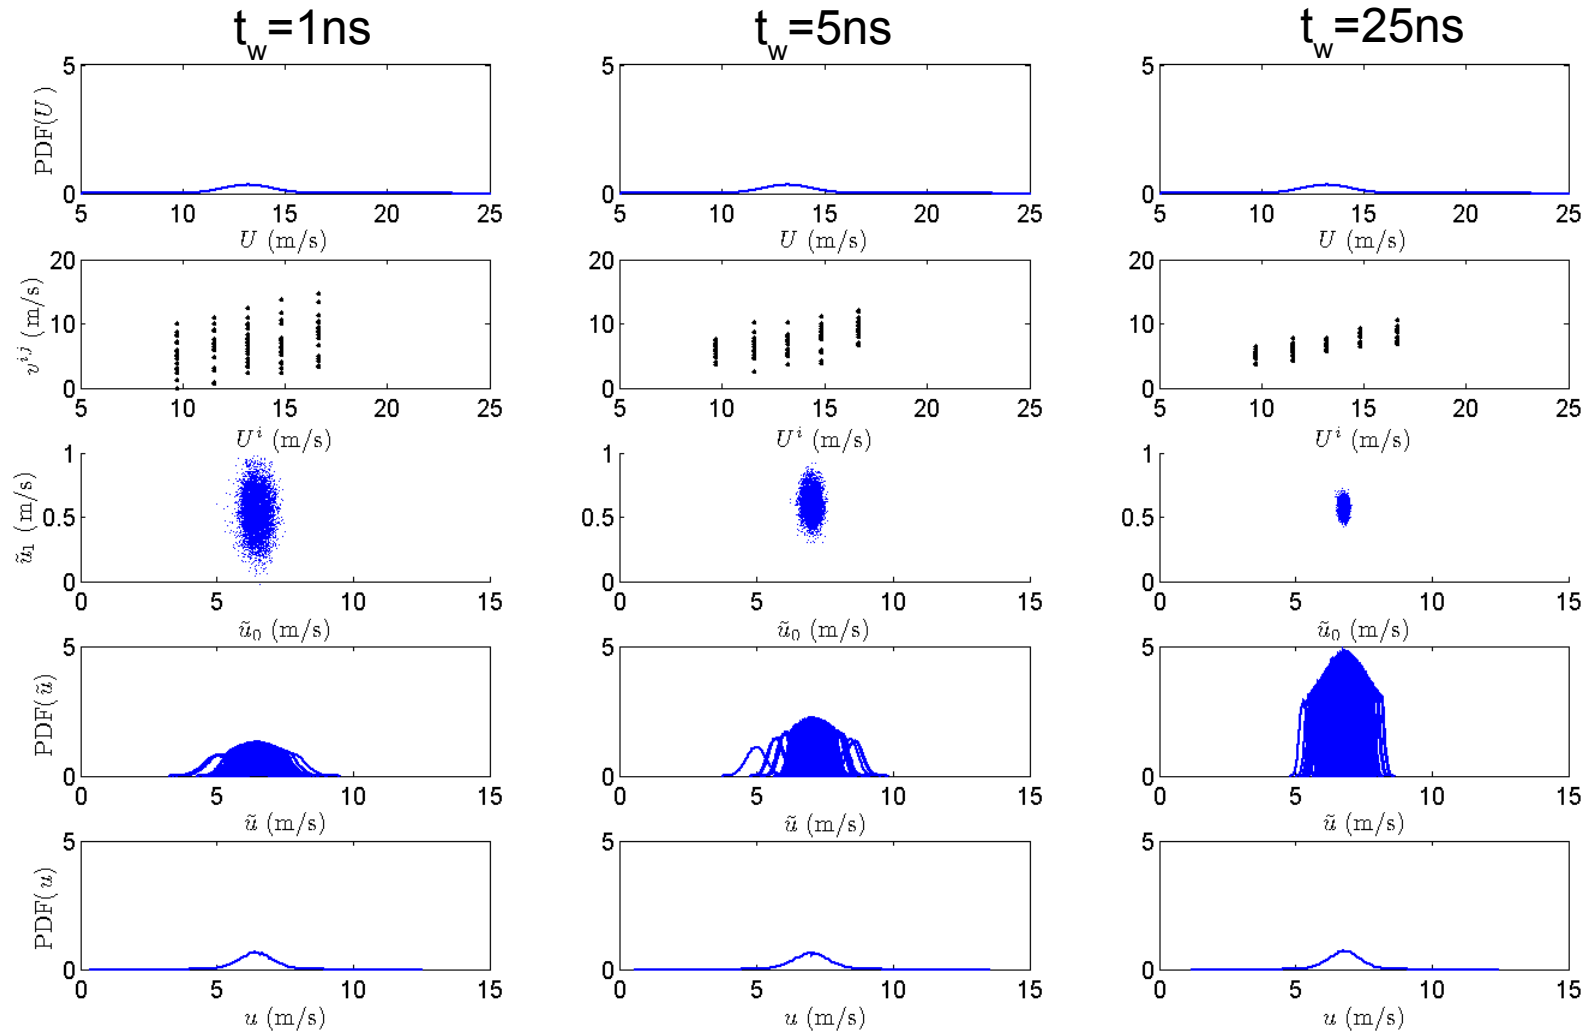 t_w=1ns t_w=5ns t_w=25ns
5 5 5
PDF(U)
0 0 0
5 10 15 20 25 5 10 15 20 25 5 10 15 20 25
U (m/s) U (m/s) U (m/s)
20 20 20
v^{ij} (m/s)
10 10 10
0 0 0
5 10 15 20 25 5 10 15 20 25 5 10 15 20 25
U^i (m/s) U^i (m/s) U^i (m/s)
1 1 1
ũ_1 (m/s)
0.5 0.5 0.5
0 0 0
0 5 10 15 0 5 10 15 0 5 10 15
ũ_0 (m/s) ũ_0 (m/s) ũ_0 (m/s)
5 5 5
PDF(ũ)
0 0 0
0 5 10 15 0 5 10 15 0 5 10 15
ũ (m/s) ũ (m/s) ũ (m/s)
5 5 5
PDF(u)
0 0 0
0 5 10 15 0 5 10 15 0 5 10 15
u (m/s) u (m/s) u (m/s)